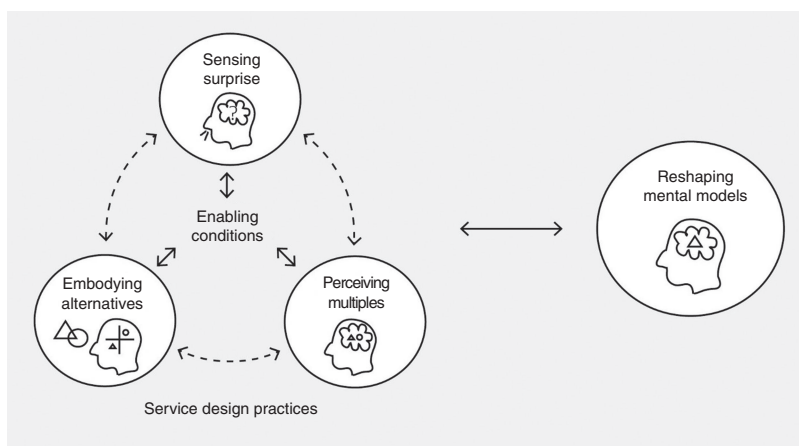 Sensing
surprise
?
Enabling
conditions
Embodying
alternatives
Perceiving
multiples
Service design practices
Reshaping
mental models